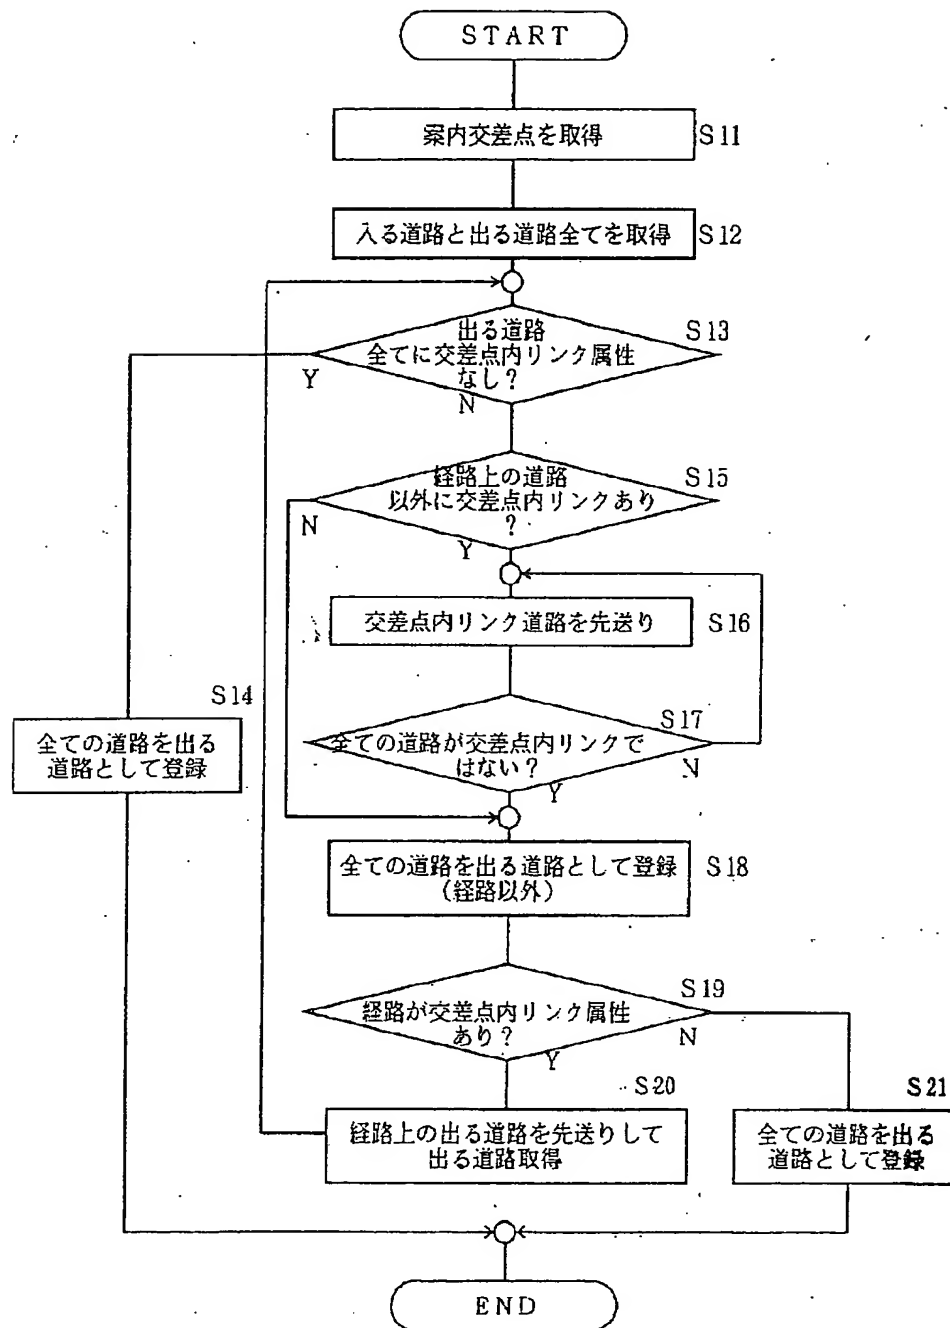 START
案内交差点を取得
S11
入る道路と出る道路全てを取得
S12
出る道路
全てに交差点内リンク属性
なし？
S13
Y
N
経路上の道路
以外に交差点内リンクあり
？
S15
N
Y
交差点内リンク道路を先送り
S16
S14
全ての道路を出る
道路として登録
全ての道路が交差点内リンクで
はない？
S17
N
Y
全ての道路を出る道路として登録
（経路以外）
S18
経路が交差点内リンク属性
あり？
S19
N
Y
S20
経路上の出る道路を先送りして
出る道路取得
S21
全ての道路を出る
道路として登録
END